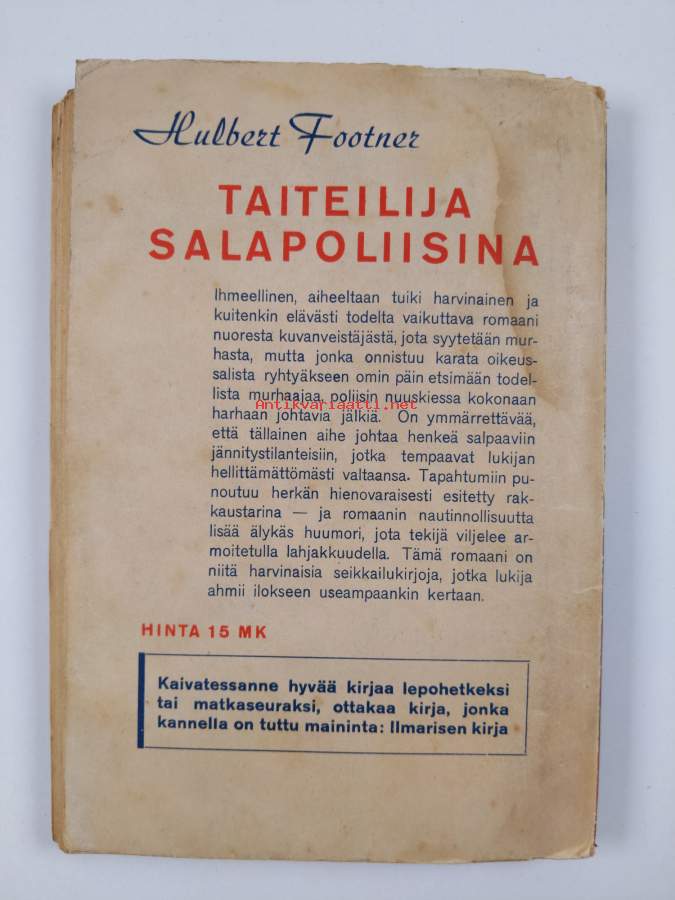 Hulbert Footner
TAITEILIJA
SALAPOLIISINA
Ihmeellinen, aiheeltaan tuiki harvinainen ja
kuitenkin elävästi todelta vaikuttava romaani
nuoresta kuvanveistäjästä, jota syytetään mur-
hasta, mutta jonka onnistuu karata oikeus-
salista ryhtyäkseen omin päin etsimään todel-
lista murhaajaa, poliisin nuuskiessa kokonaan
Antikvariaatti.net
harhaan johtavia jälkiä. On ymmärrettävää,
että tällainen aihe johtaa henkeä salpaaviin
jännitystilanteisiin, jotka tempaavat lukijan
hellittämättömästi valtaansa. Tapahtumiin pu-
noutuu herkän hienovaraisesti esitetty rak-
kaustarina — ja romaanin nautinnollisuutta
lisää älykäs huumori, jota tekijä viljelee ar-
moitetulla lahjakkuudella. Tämä romaani on
niitä harvinaisia seikkailukirjoja, jotka lukija
ahmii ilokseen useampaankin kertaan.
HINTA 15 MK
Kaivatessanne hyvää kirjaa lepohetkeksi
tai matkaseuraksi, ottakaa kirja, jonka
kannella on tuttu maininta: Ilmarisen kirja